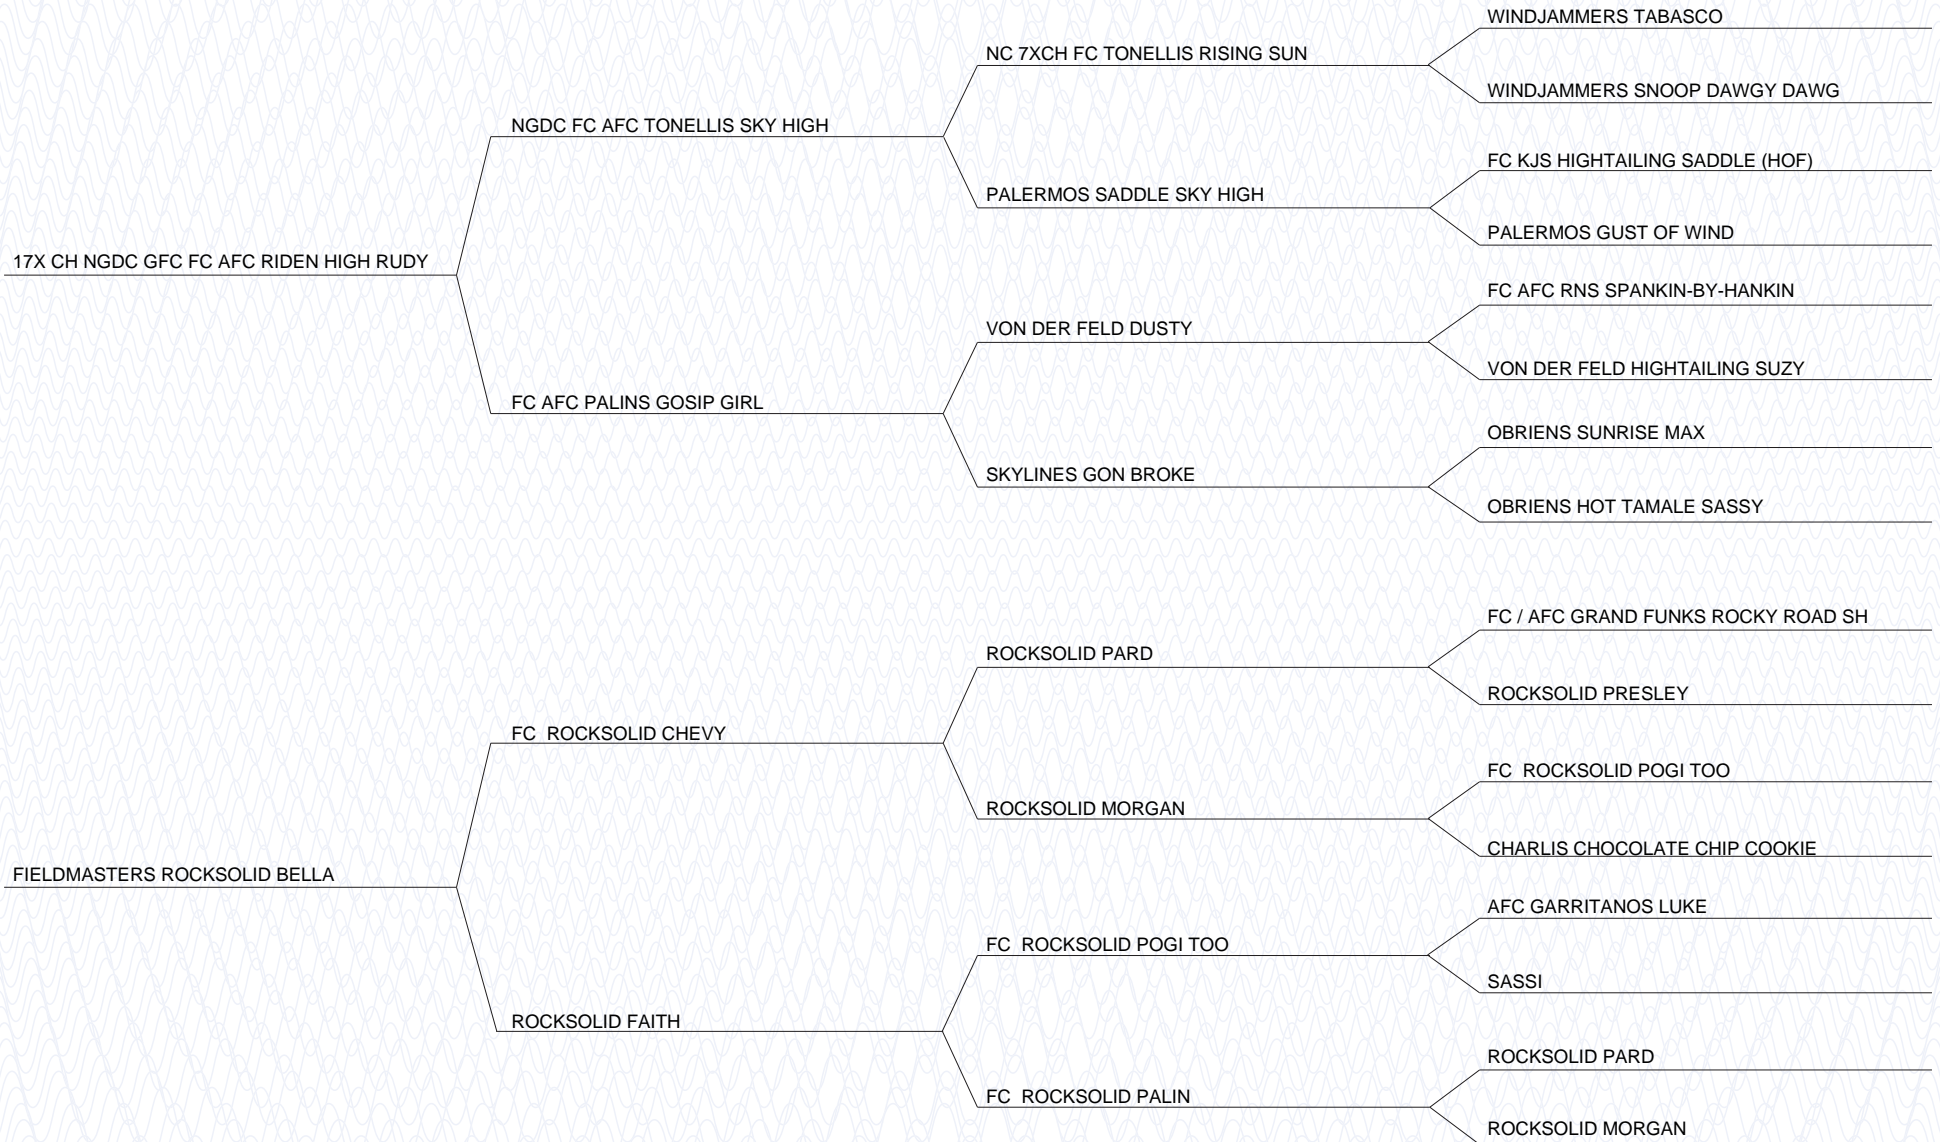 WINDJAMMERS TABASCO
NC 7XCH FC TONELLIS RISING SUN
WINDJAMMERS SNOOP DAWGY DAWG
NGDC FC AFC TONELLIS SKY HIGH
FC KJS HIGHTAILING SADDLE (HOF)
PALERMOS SADDLE SKY HIGH
PALERMOS GUST OF WIND
17X CH NGDC GFC FC AFC RIDEN HIGH RUDY
FC AFC RNS SPANKIN-BY-HANKIN
VON DER FELD DUSTY
VON DER FELD HIGHTAILING SUZY
FC AFC PALINS GOSIP GIRL
OBRIENS SUNRISE MAX
SKYLINES GON BROKE
OBRIENS HOT TAMALE SASSY
FC / AFC GRAND FUNKS ROCKY ROAD SH
ROCKSOLID PARD
ROCKSOLID PRESLEY
FC  ROCKSOLID CHEVY
FC  ROCKSOLID POGI TOO
ROCKSOLID MORGAN
CHARLIS CHOCOLATE CHIP COOKIE
FIELDMASTERS ROCKSOLID BELLA
AFC GARRITANOS LUKE
FC  ROCKSOLID POGI TOO
SASSI
ROCKSOLID FAITH
ROCKSOLID PARD
FC  ROCKSOLID PALIN
ROCKSOLID MORGAN